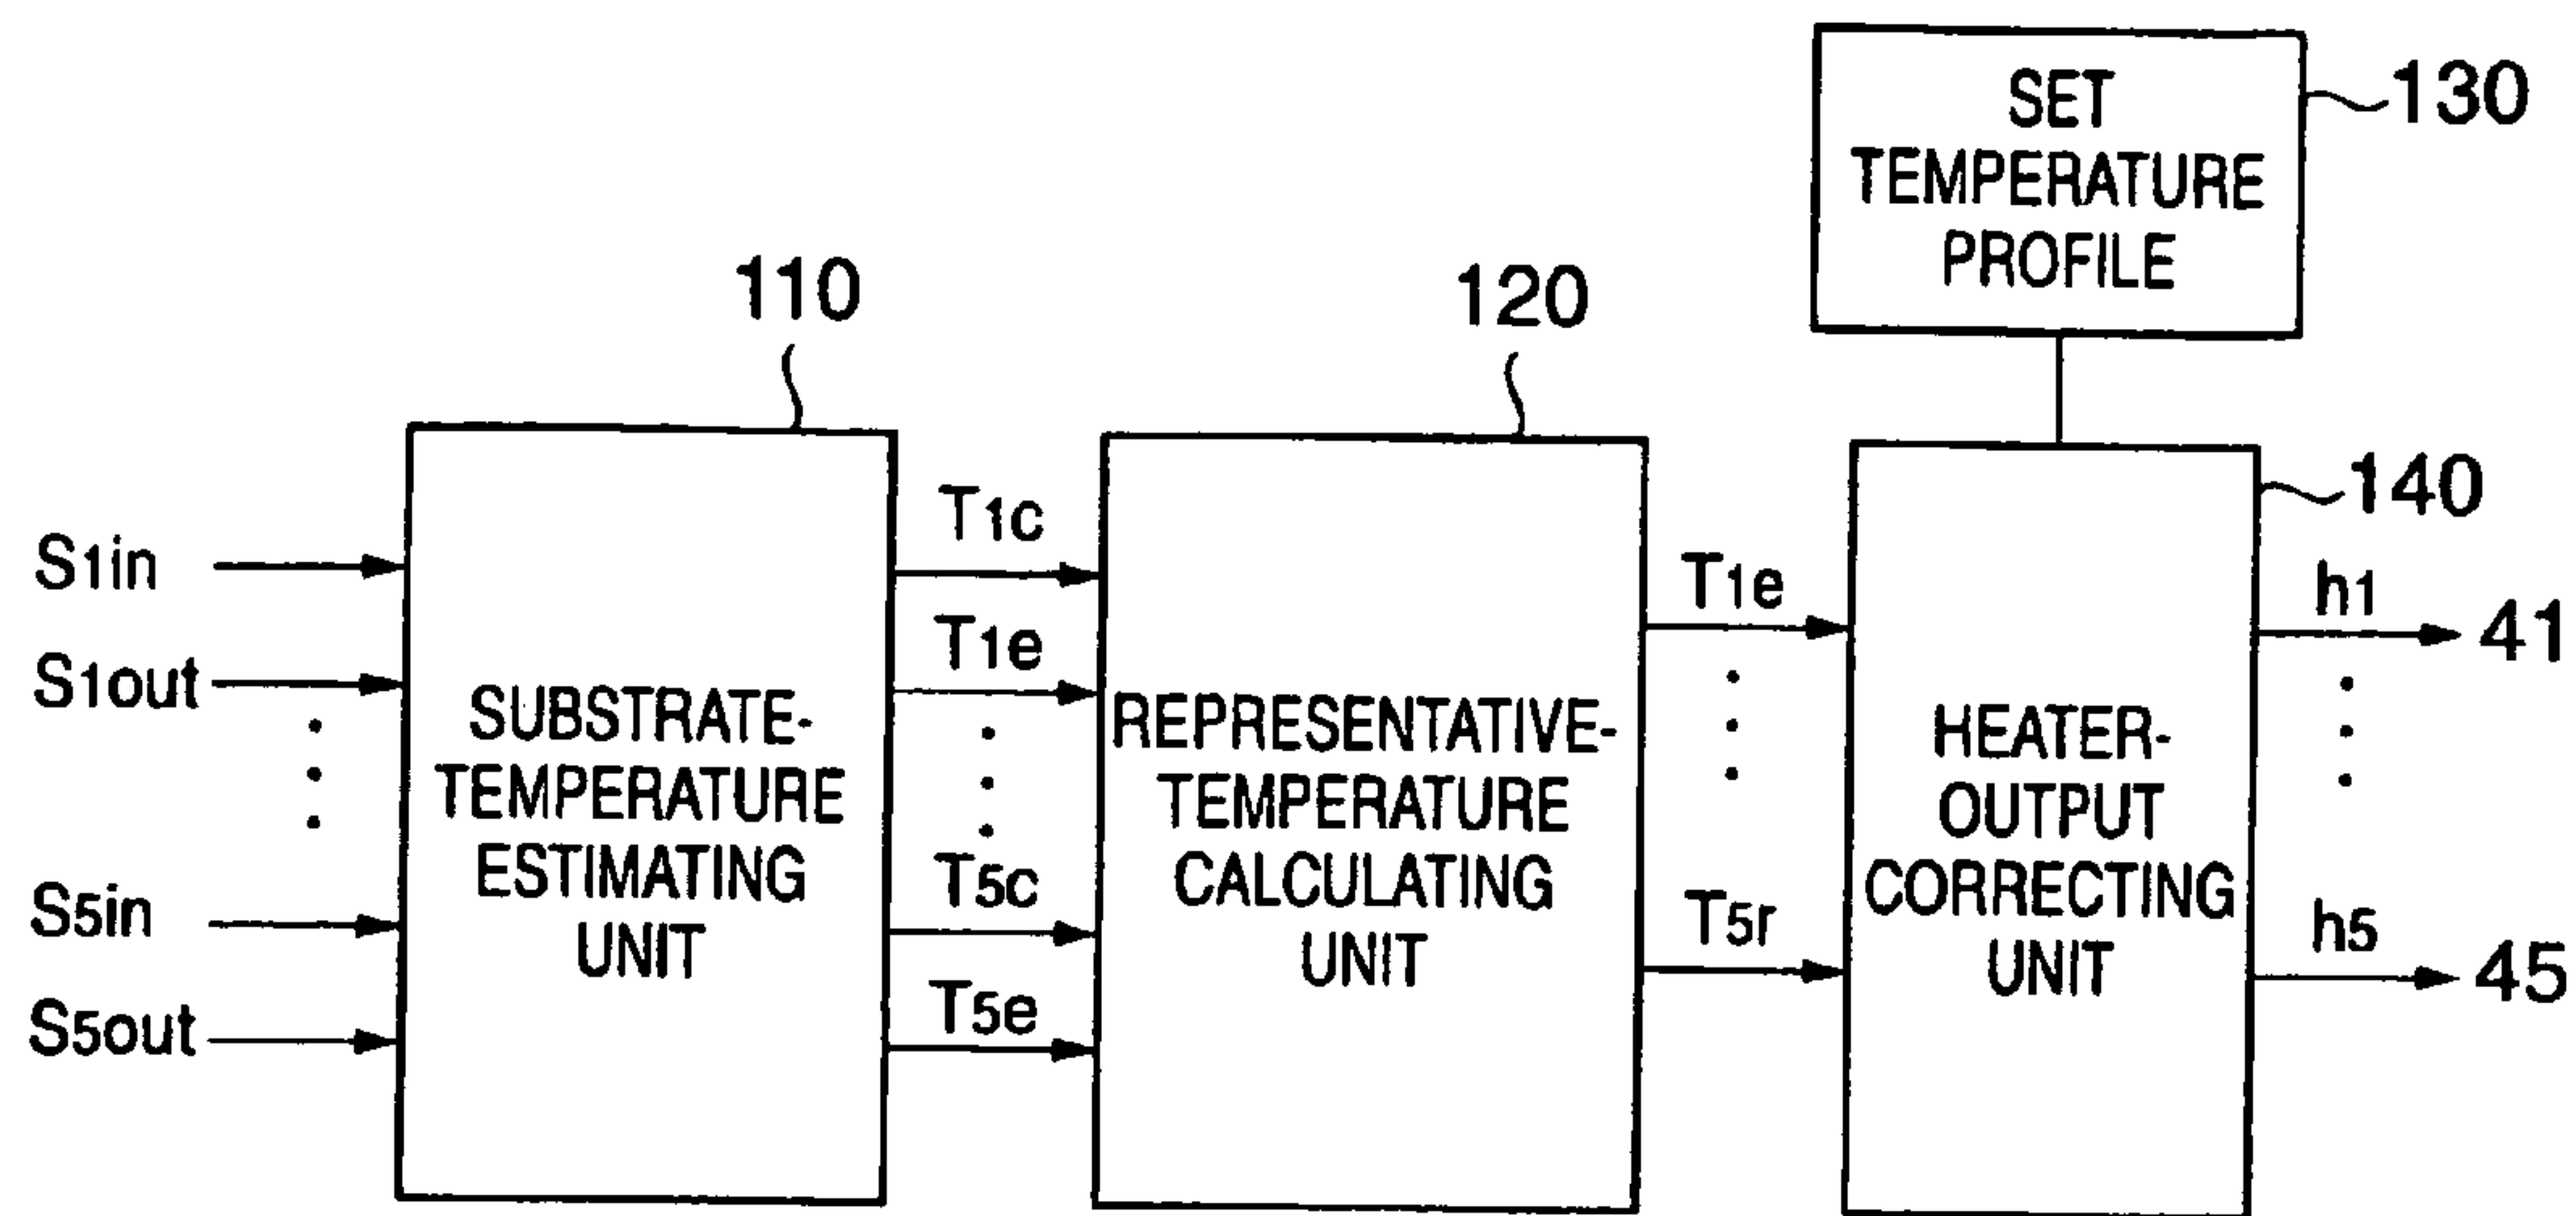 SET
TEMPERATURE
PROFILE
130
110
120
140
S1in
S1out
S5in
S5out
SUBSTRATE-
TEMPERATURE
ESTIMATING
UNIT
T1c
T1e
T5c
T5e
REPRESENTATIVE-
TEMPERATURE
CALCULATING
UNIT
T1e
T5r
HEATER-
OUTPUT
CORRECTING
UNIT
h1
41
h5
45